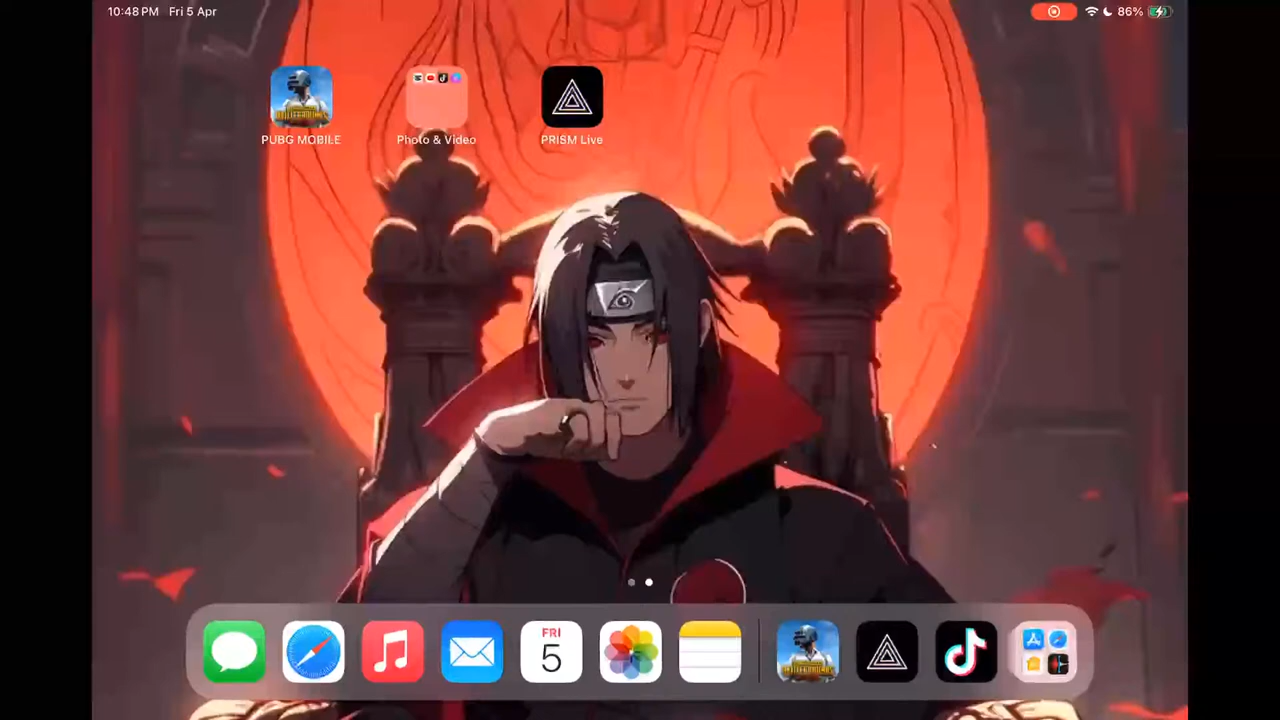 10:48 PM Fri 5 Apr
86%
PUBG MOBILE
Photo & Video
PRISM Live
FRI
5